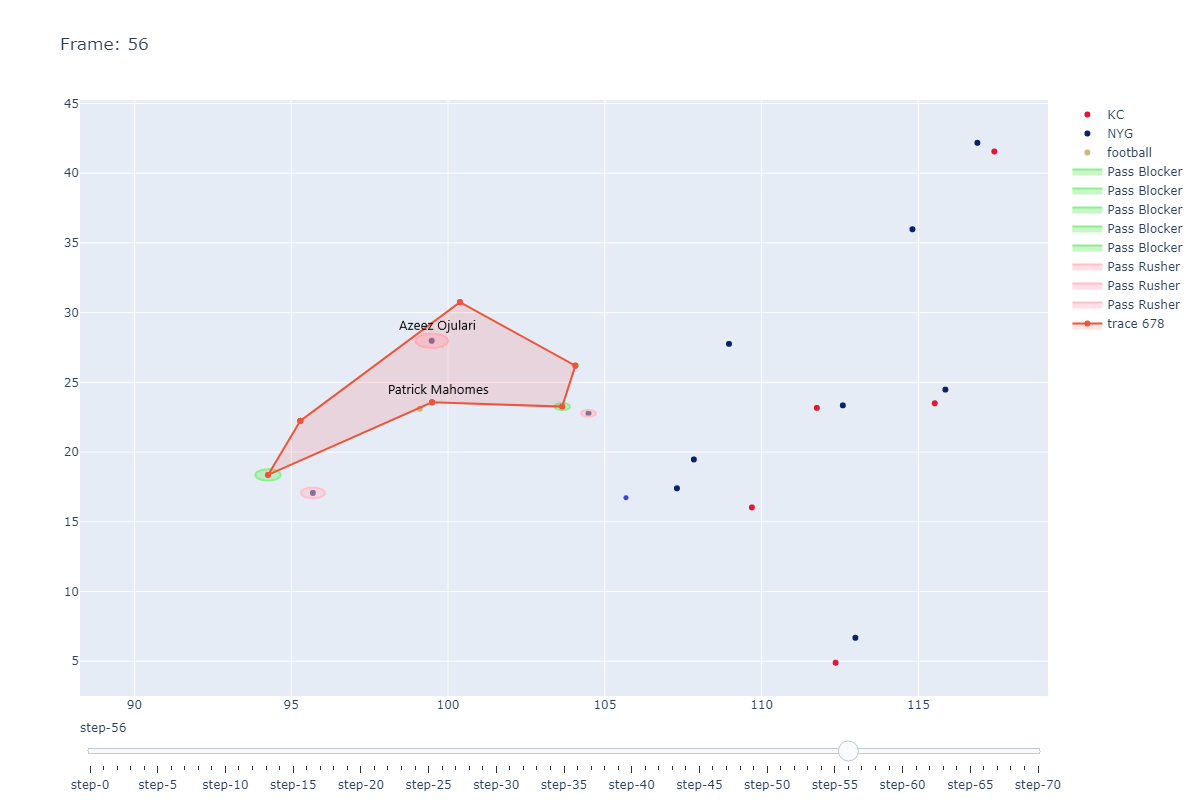 Frame: 56
45
40
35
30
25
20
15
10
5
90
95
100
105
110
115
Azeez Ojulari
Patrick Mahomes
KC
NYG
football
Pass Blocker
Pass Blocker
Pass Blocker
Pass Blocker
Pass Blocker
Pass Rusher
Pass Rusher
Pass Rusher
trace 678
step-56
step-0
step-5
step-10
step-15
step-20
step-25
step-30
step-35
step-40
step-45
step-50
step-55
step-60
step-65
step-70